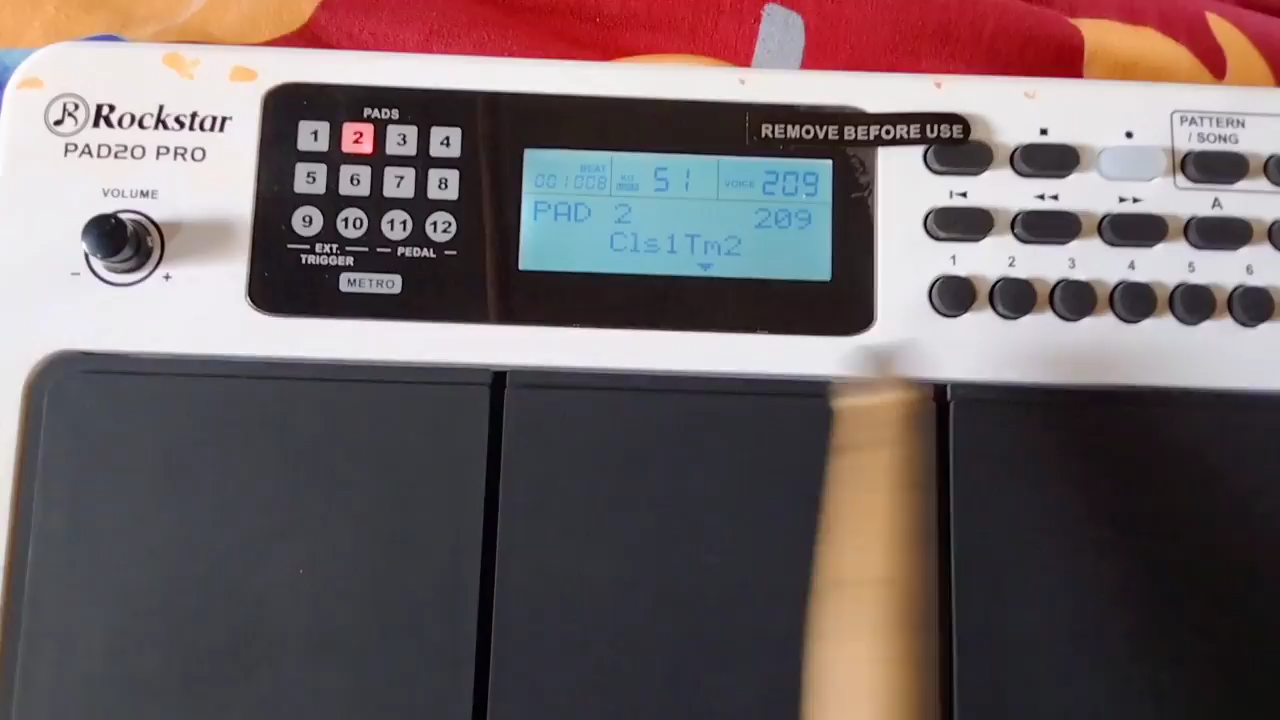 Rockstar
PAD20 PRO
VOLUME
- +
PADS
1 2 3 4
5 6 7 8
9 10 11 12
EXT. TRIGGER
PEDAL
METRO
REMOVE BEFORE USE
BEAT
001008
51
VOICE 209
PAD 2 209
Cls1Tm2
PATTERN
/ SONG
A
1 2 3 4 5 6